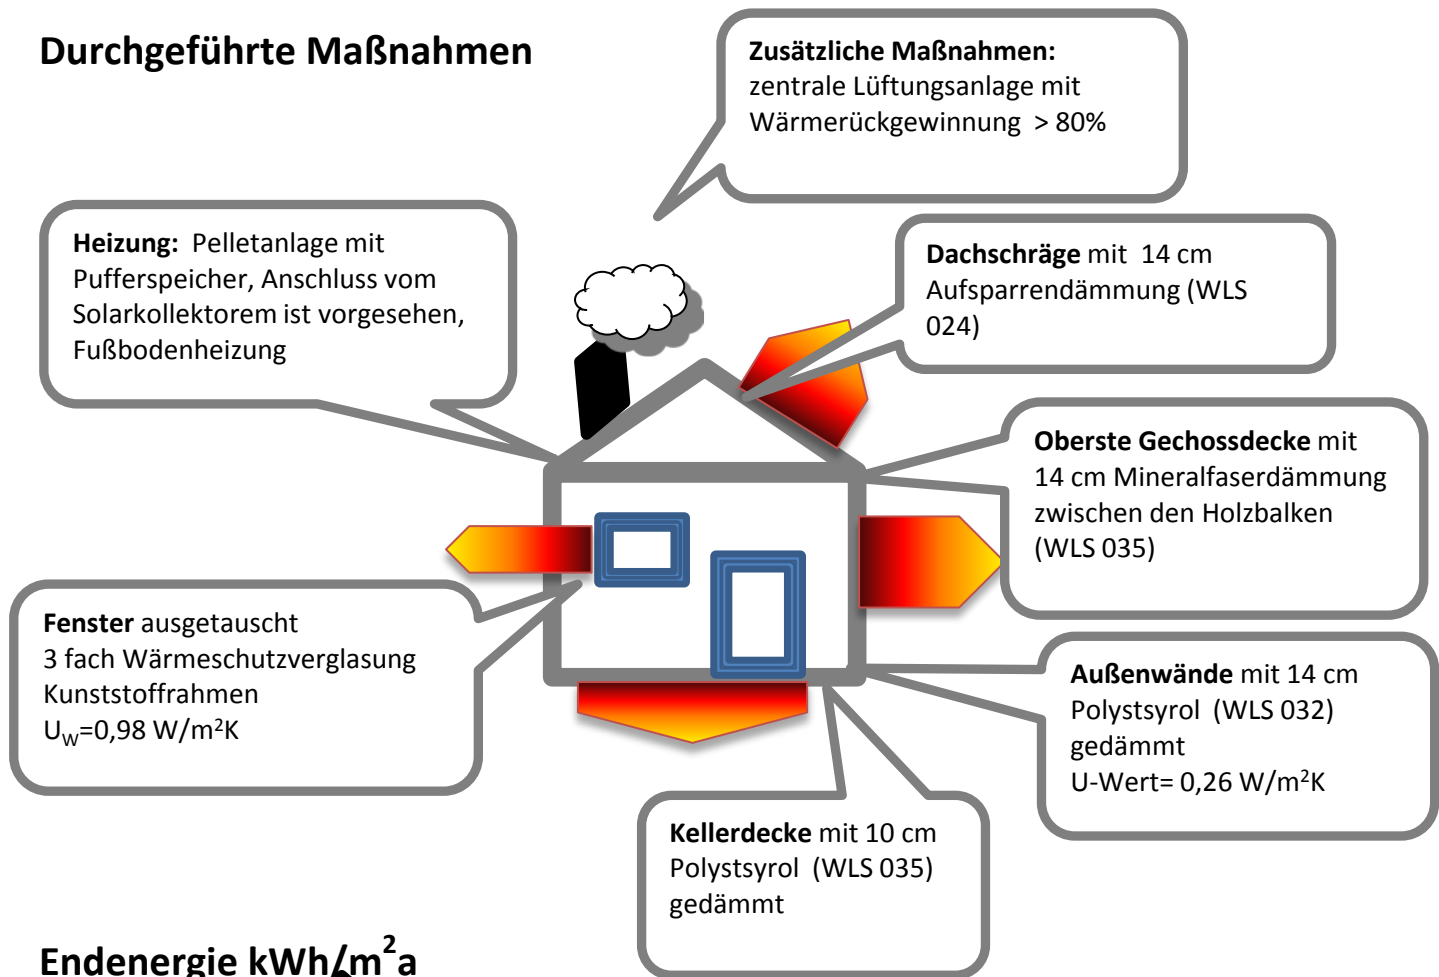 Durchgeführte Maßnahmen
Zusätzliche Maßnahmen:
zentrale Lüftungsanlage mit
Wärmerückgewinnung > 80%
Heizung: Pelletanlage mit
Pufferspeicher, Anschluss vom
Solarkollektorem ist vorgesehen,
Fußbodenheizung
Dachschräge mit 14 cm
Aufsparrendämmung (WLS
024)
Oberste Gechossdecke mit
14 cm Mineralfaserdämmung
zwischen den Holzbalken
(WLS 035)
Fenster ausgetauscht
3 fach Wärmeschutzverglasung
Kunststoffrahmen
U_W=0,98 W/m²K
Außenwände mit 14 cm
Polystsyrol (WLS 032)
gedämmt
U-Wert= 0,26 W/m²K
Kellerdecke mit 10 cm
Polystsyrol (WLS 035)
gedämmt
Endenergie kWh/m²a